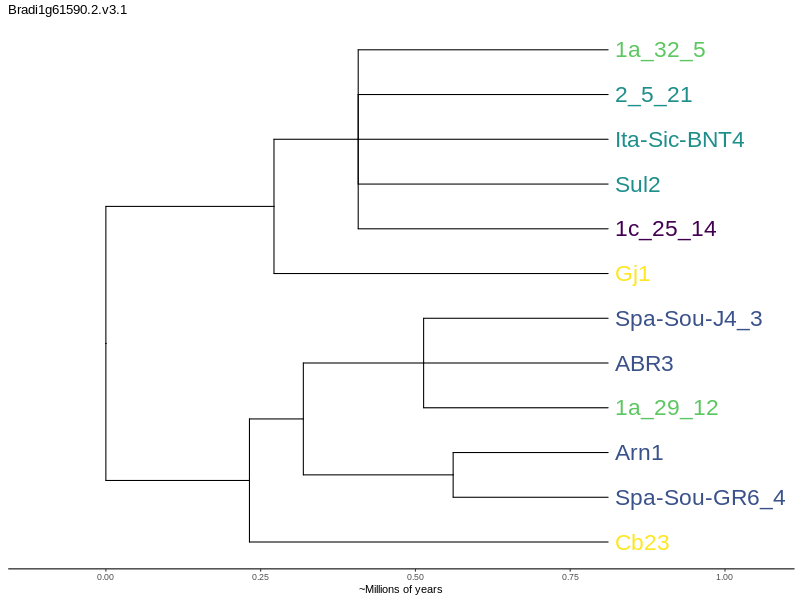 Bradi1g61590.2.v3.1
1a_32_5
2_5_21
Ita-Sic-BNT4
Sul2
1c_25_14
Gj1
Spa-Sou-J4_3
ABR3
1a_29_12
Arn1
Spa-Sou-GR6_4
Cb23
0.00 0.25 0.50 0.75 1.00
~Millions of years